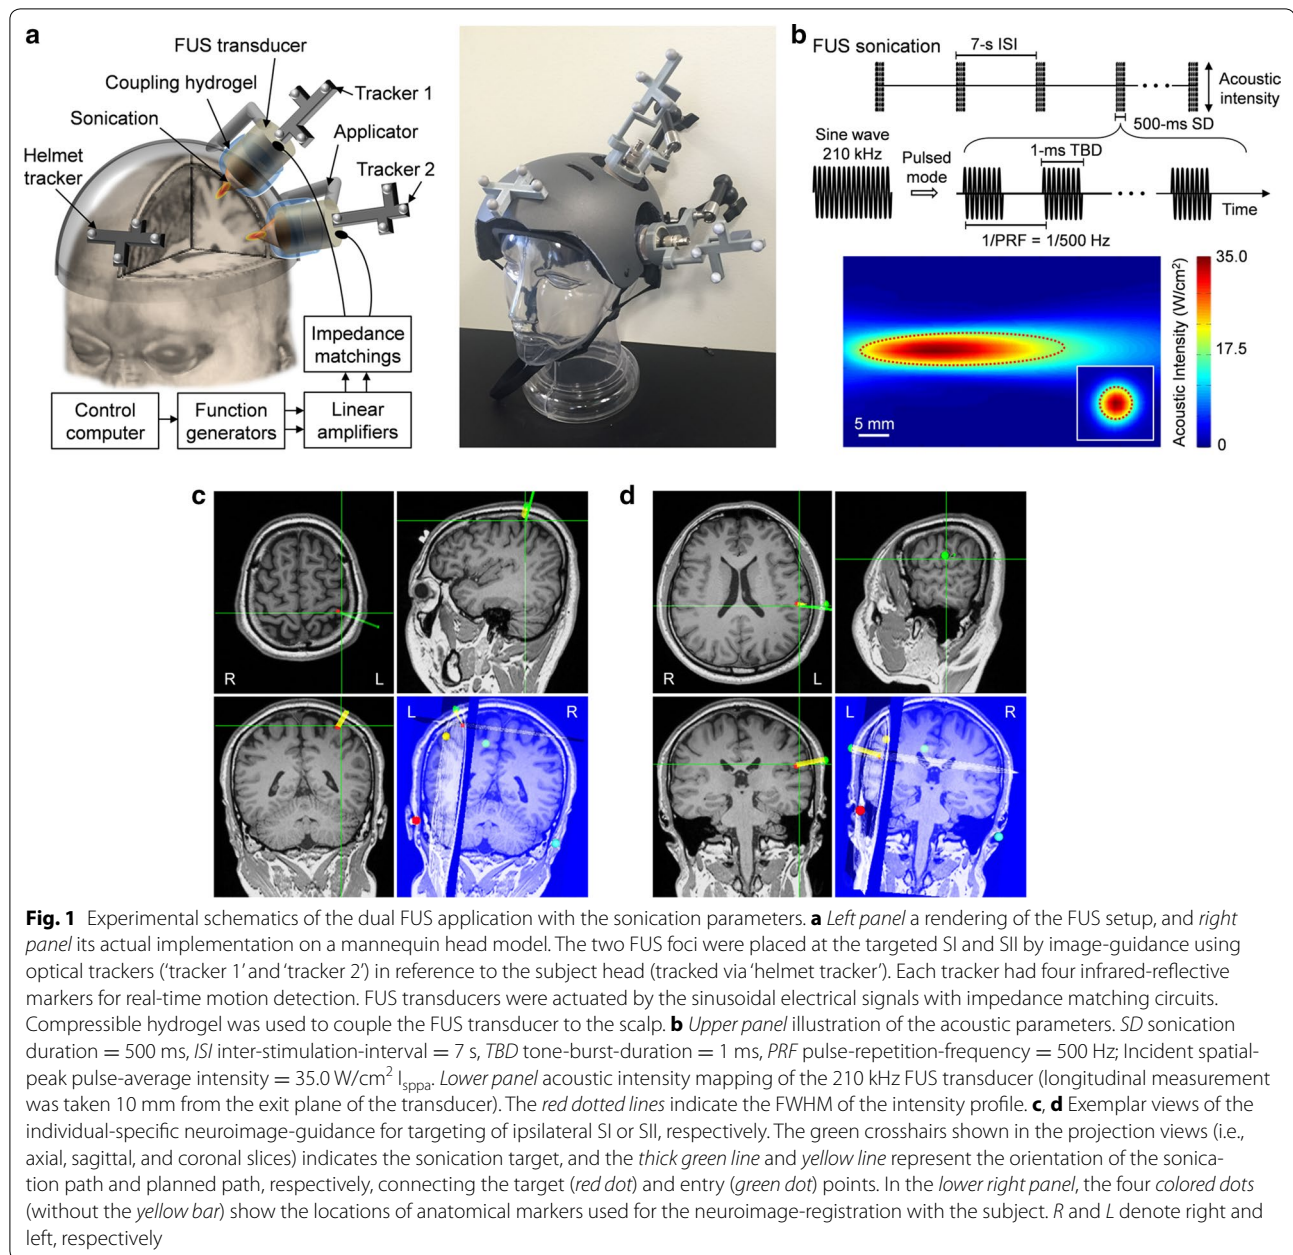 a
FUS transducer
Coupling hydrogel
Tracker 1
Sonication
Applicator
Helmet
tracker
Tracker 2
Impedance
matchings
Control
computer
Function
generators
Linear
amplifiers
b
FUS sonication
7-s ISI
Acoustic
intensity
500-ms SD
Sine wave
210 kHz
Pulsed
mode
1-ms TBD
Time
1/PRF = 1/500 Hz
35.0
17.5
0
Acoustic Intensity (W/cm²)
5 mm
c
R
L
L
R
d
R
L
L
R
Fig. 1 Experimental schematics of the dual FUS application with the sonication parameters. a Left panel a rendering of the FUS setup, and right
panel its actual implementation on a mannequin head model. The two FUS foci were placed at the targeted SI and SII by image-guidance using
optical trackers (‘tracker 1’ and ‘tracker 2’) in reference to the subject head (tracked via ‘helmet tracker’). Each tracker had four infrared-reflective
markers for real-time motion detection. FUS transducers were actuated by the sinusoidal electrical signals with impedance matching circuits.
Compressible hydrogel was used to couple the FUS transducer to the scalp. b Upper panel illustration of the acoustic parameters. SD sonication
duration = 500 ms, ISI inter-stimulation-interval = 7 s, TBD tone-burst-duration = 1 ms, PRF pulse-repetition-frequency = 500 Hz; Incident spatial-
peak pulse-average intensity = 35.0 W/cm² Isppa. Lower panel acoustic intensity mapping of the 210 kHz FUS transducer (longitudinal measurement
was taken 10 mm from the exit plane of the transducer). The red dotted lines indicate the FWHM of the intensity profile. c, d Exemplar views of the
individual-specific neuroimage-guidance for targeting of ipsilateral SI or SII, respectively. The green crosshairs shown in the projection views (i.e.,
axial, sagittal, and coronal slices) indicates the sonication target, and the thick green line and yellow line represent the orientation of the sonica-
tion path and planned path, respectively, connecting the target (red dot) and entry (green dot) points. In the lower right panel, the four colored dots
(without the yellow bar) show the locations of anatomical markers used for the neuroimage-registration with the subject. R and L denote right and
left, respectively